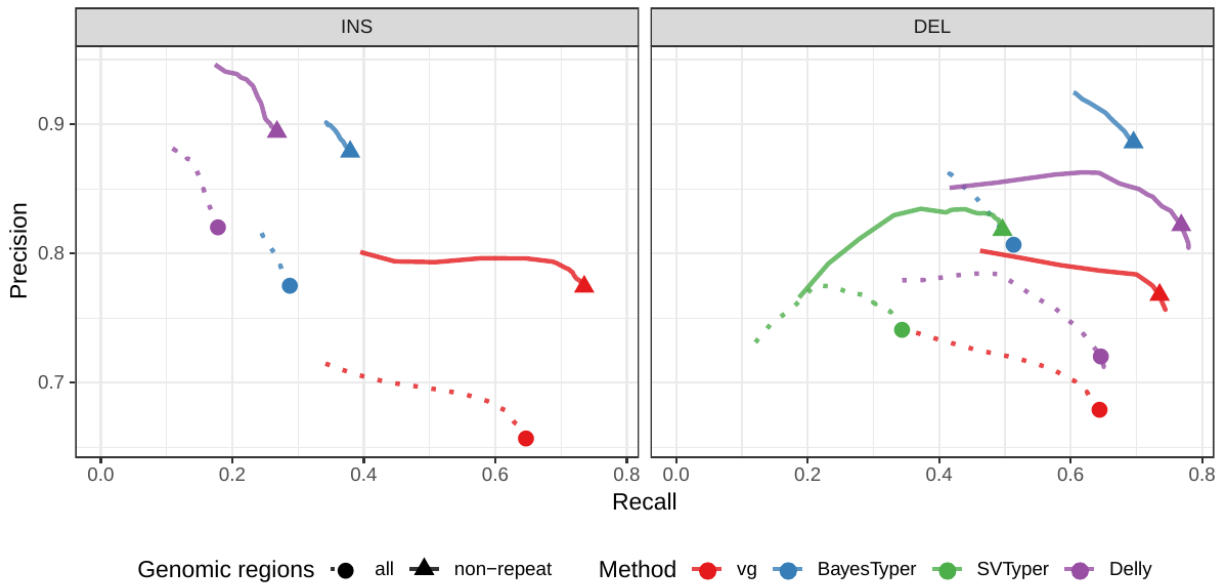 INS DEL
0.9
0.8
0.7
Precision
0.0 0.2 0.4 0.6 0.8 0.0 0.2 0.4 0.6 0.8
Recall
Genomic regions all non−repeat Method vg BayesTyper SVTyper Delly